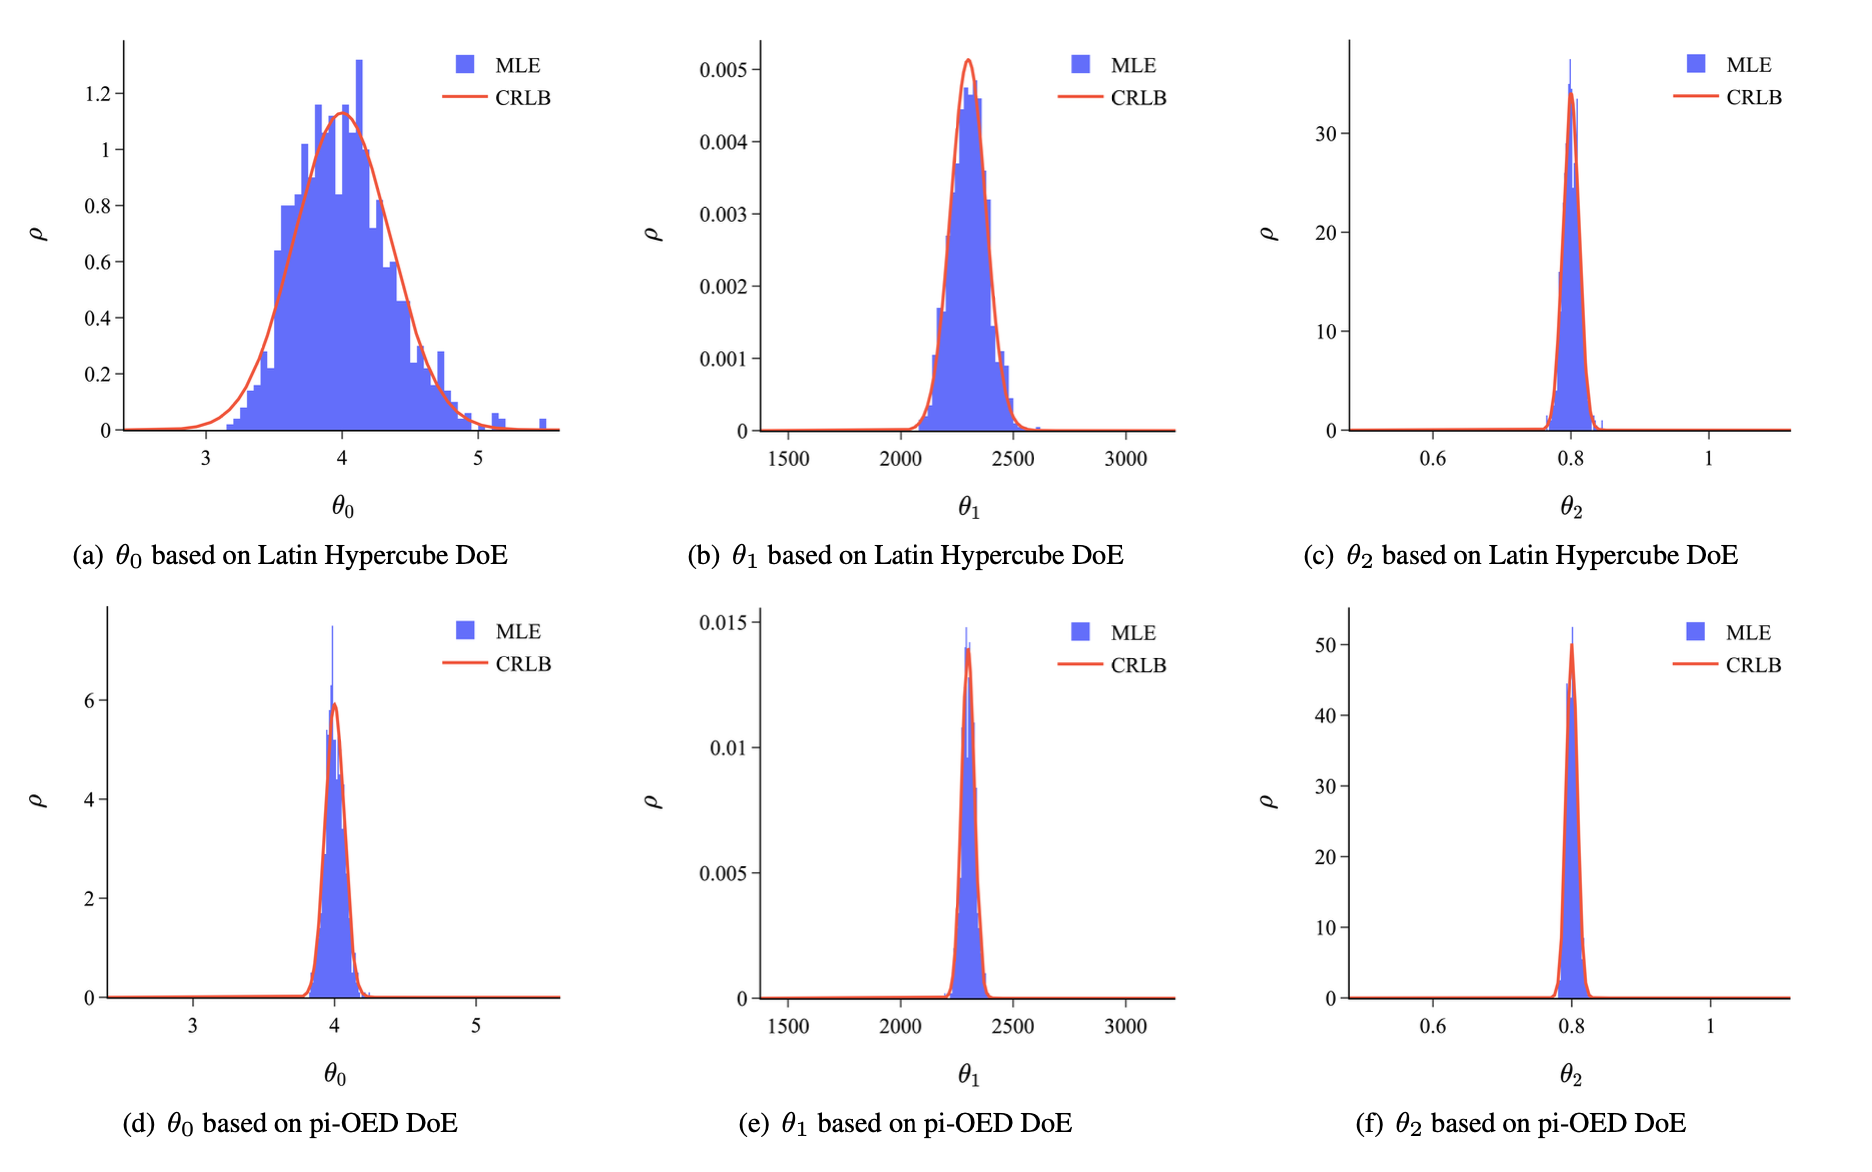 MLE
CRLB
1.2
1
0.8
0.6
0.4
0.2
0
3 4 5
ρ
θ0
(a) θ0 based on Latin Hypercube DoE
MLE
CRLB
0.005
0.004
0.003
0.002
0.001
0
1500 2000 2500 3000
ρ
θ1
(b) θ1 based on Latin Hypercube DoE
MLE
CRLB
30
20
10
0
0.6 0.8 1
ρ
θ2
(c) θ2 based on Latin Hypercube DoE
MLE
CRLB
6
4
2
0
3 4 5
ρ
θ0
(d) θ0 based on pi-OED DoE
MLE
CRLB
0.015
0.01
0.005
0
1500 2000 2500 3000
ρ
θ1
(e) θ1 based on pi-OED DoE
MLE
CRLB
50
40
30
20
10
0
0.6 0.8 1
ρ
θ2
(f) θ2 based on pi-OED DoE